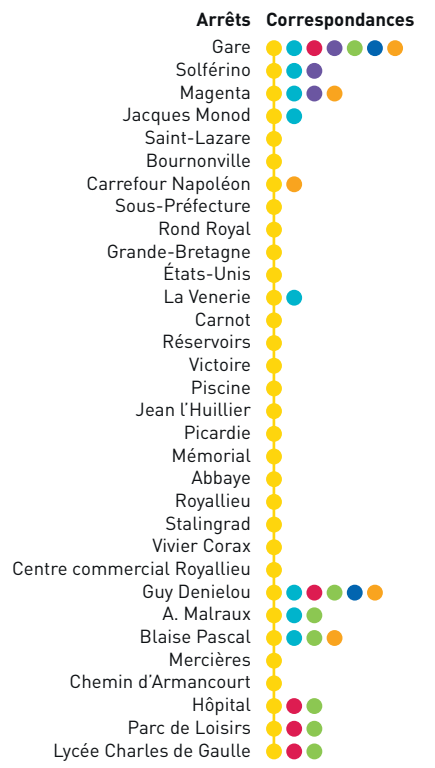 Arrêts Correspondances
Gare
Solférino
Magenta
Jacques Monod
Saint-Lazare
Bournonville
Carrefour Napoléon
Sous-Préfecture
Rond Royal
Grande-Bretagne
États-Unis
La Venerie
Carnot
Réservoirs
Victoire
Piscine
Jean l'Huillier
Picardie
Mémorial
Abbaye
Royallieu
Stalingrad
Vivier Corax
Centre commercial Royallieu
Guy Denielou
A. Malraux
Blaise Pascal
Mercières
Chemin d'Armancourt
Hôpital
Parc de Loisirs
Lycée Charles de Gaulle